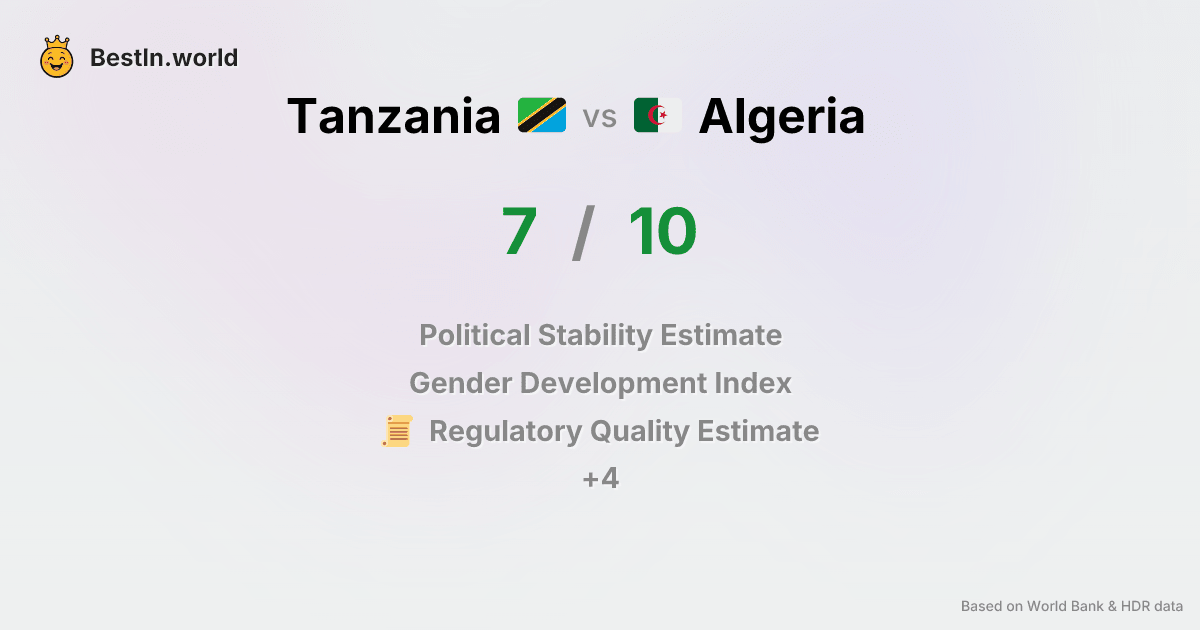 BestIn.world
Tanzania vs Algeria
7 / 10
Political Stability Estimate
Gender Development Index
Regulatory Quality Estimate
+4
Based on World Bank & HDR data